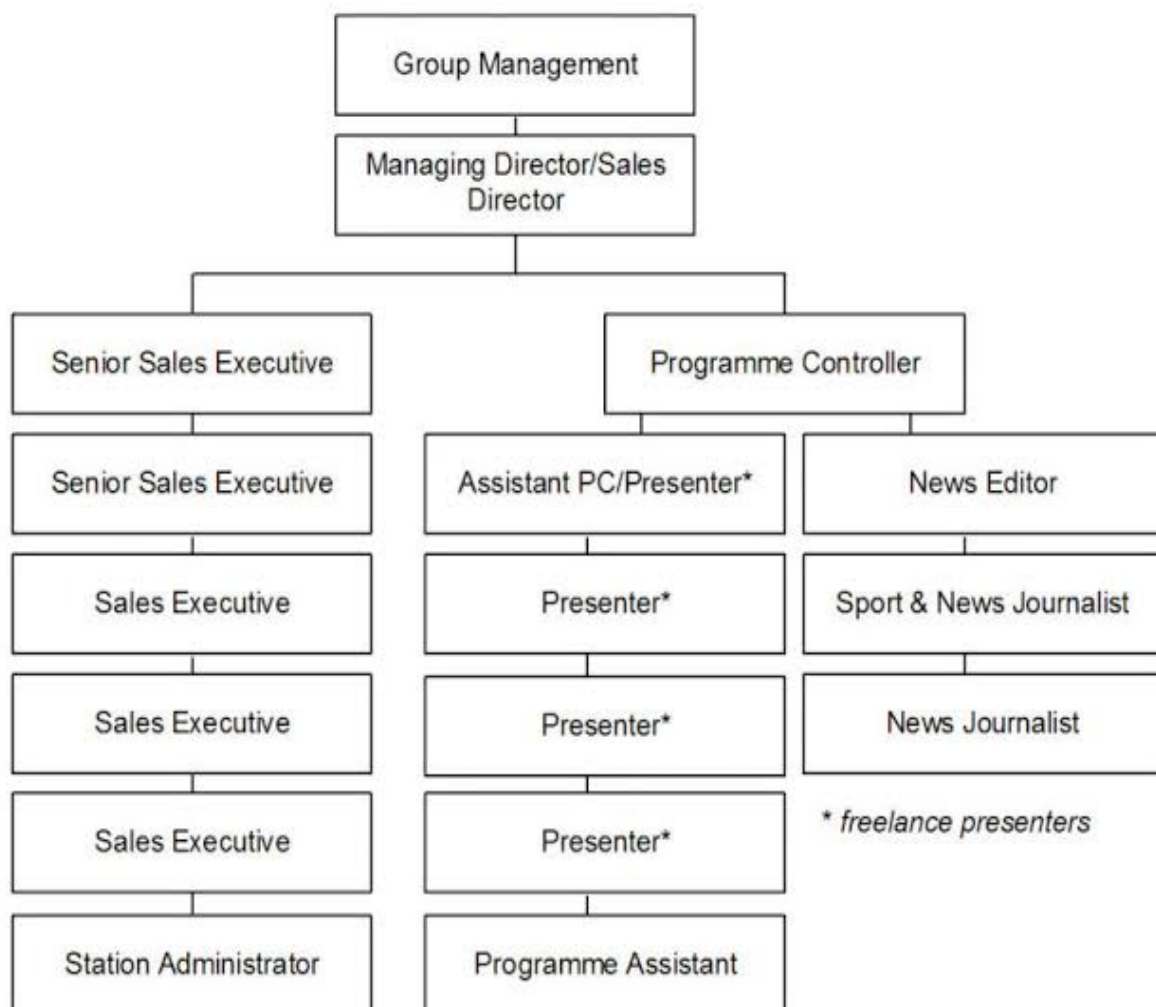 Group Management
Managing Director/Sales
Director
Senior Sales Executive
Programme Controller
Senior Sales Executive
Assistant PC/Presenter*
News Editor
Sales Executive
Presenter*
Sport & News Journalist
Sales Executive
Presenter*
News Journalist
Sales Executive
Presenter*
* freelance presenters
Station Administrator
Programme Assistant